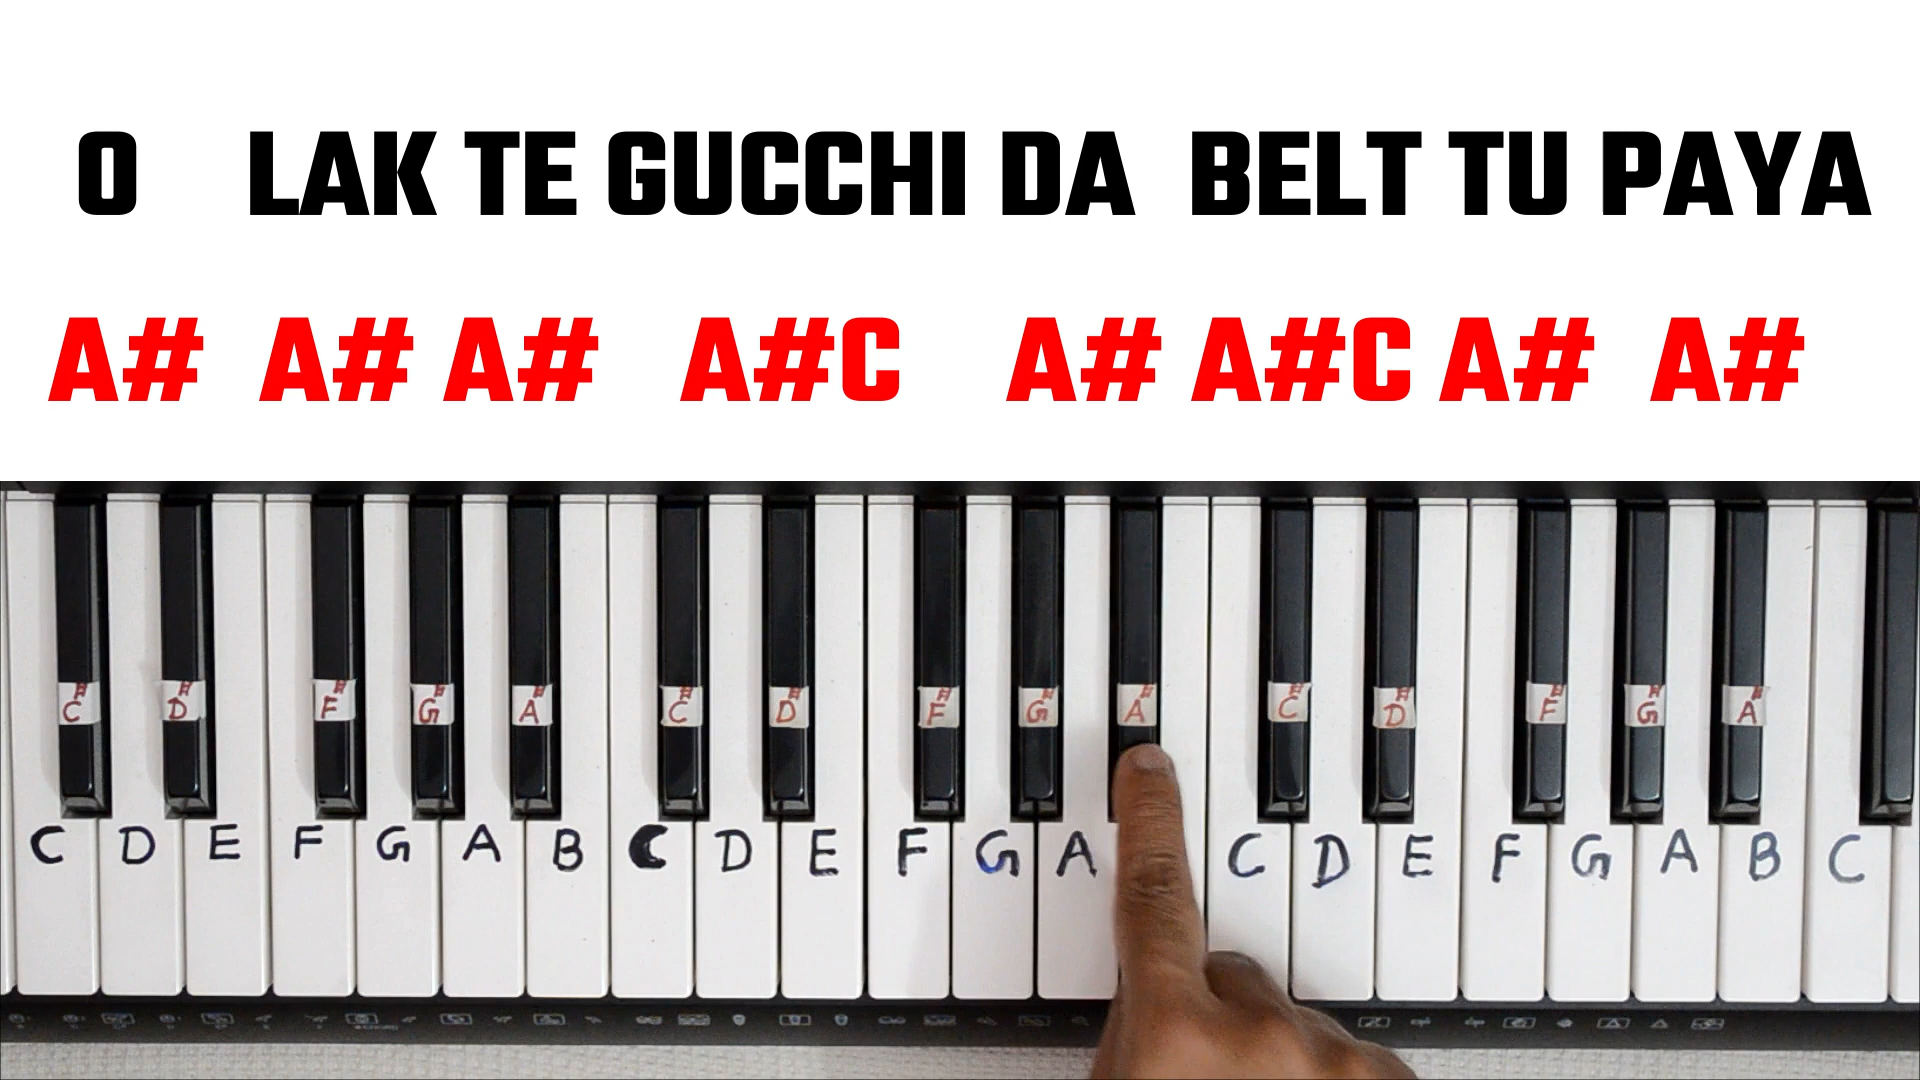 O LAK TE GUCCHI DA BELT TU PAYA
A# A# A# A#C A# A#C A# A#
C# D# F# G# A# C# D# F# G# A# C# D# F# G# A#
C D E F G A B C D E F G A C D E F G A B C